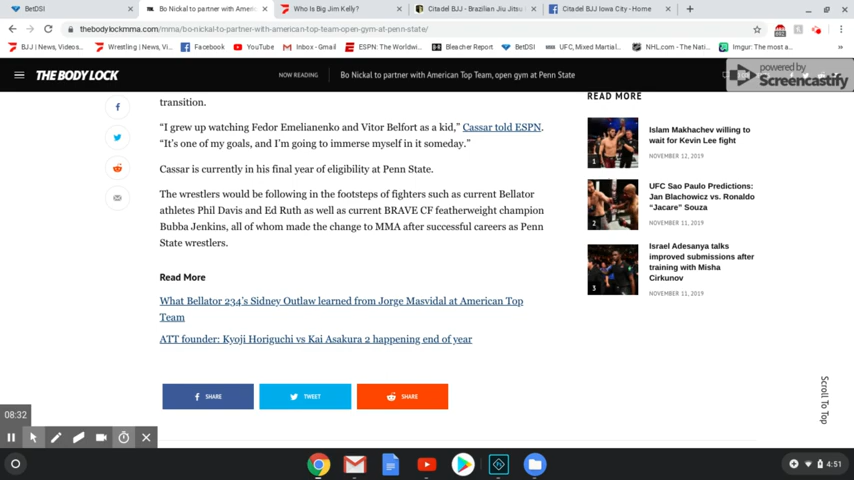 BetDSI
Bo Nickal to partner with Ameri
Who Is Big Jim Kelly?
Citadel BJJ - Brazilian Jiu Jitsu
Citadel BJJ Iowa City - Home
thebodylockmma.com/mma/bo-nickal-to-partner-with-american-top-team-open-gym-at-penn-state/
BJJ | News, Videos..
Wrestling | News, Vi..
Facebook
YouTube
Inbox - Gmail
ESPN: The Worldwi..
Bleacher Report
BetDSI
UFC, Mixed Martial..
NHL.com - The Nati..
Imgur: The most a..
THE BODY LOCK
NOW READING
Bo Nickal to partner with American Top Team, open gym at Penn State
powered by
Screencastify
transition.
“I grew up watching Fedor Emelianenko and Vitor Belfort as a kid,” Cassar told ESPN.
“It’s one of my goals, and I’m going to immerse myself in it someday.”
Cassar is currently in his final year of eligibility at Penn State.
The wrestlers would be following in the footsteps of fighters such as current Bellator
athletes Phil Davis and Ed Ruth as well as current BRAVE CF featherweight champion
Bubba Jenkins, all of whom made the change to MMA after successful careers as Penn
State wrestlers.
Read More
What Bellator 234’s Sidney Outlaw learned from Jorge Masvidal at American Top
Team
ATT founder: Kyoji Horiguchi vs Kai Asakura 2 happening end of year
SHARE
TWEET
SHARE
READ MORE
1
Islam Makhachev willing to
wait for Kevin Lee fight
NOVEMBER 12, 2019
2
UFC Sao Paulo Predictions:
Jan Blachowicz vs. Ronaldo
“Jacare” Souza
NOVEMBER 11, 2019
3
Israel Adesanya talks
improved submissions after
training with Misha
Cirkunov
NOVEMBER 11, 2019
Scroll To Top
08:32
4:51